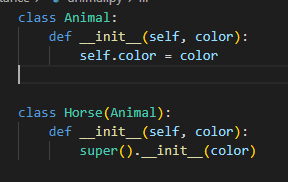 class Animal:
    def __init__(self, color):
        self.color = color
class Horse(Animal):
    def __init__(self, color):
        super().__init__(color)